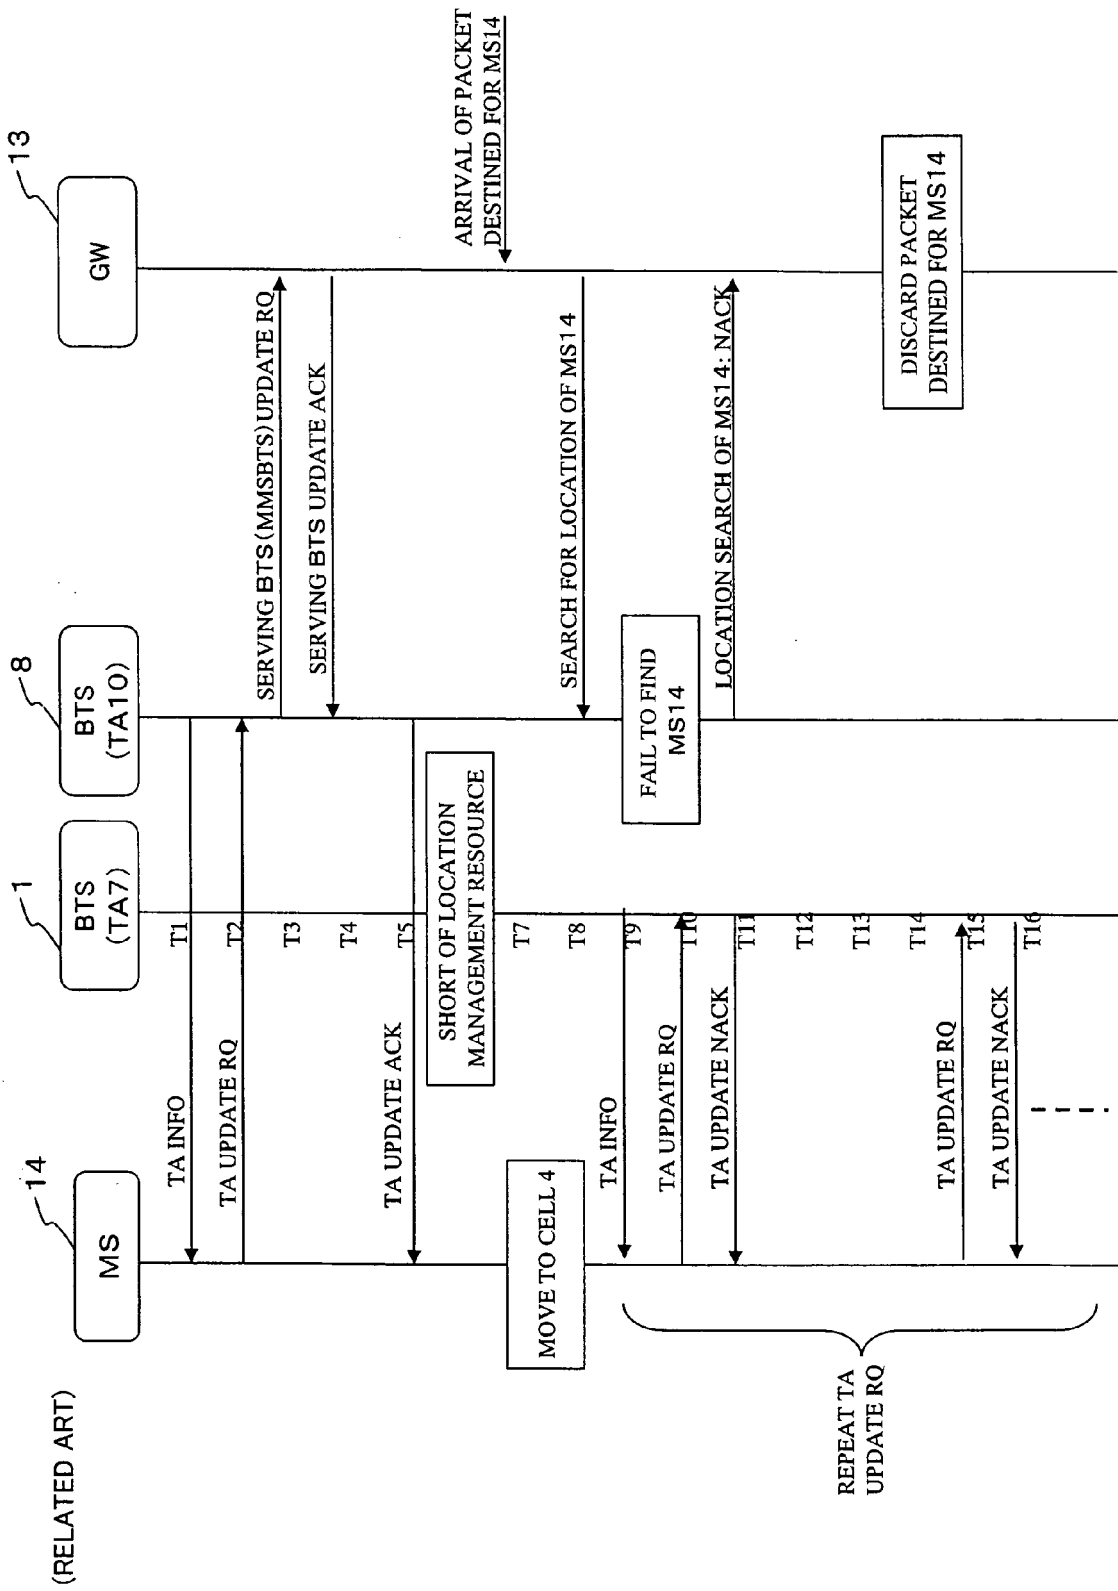 (RELATED ART)
14
MS
1
BTS
(TA7)
8
BTS
(TA10)
13
GW
T1
TA INFO
T2
TA UPDATE RQ
T3
SERVING BTS(MMSBTS) UPDATE RQ
T4
SERVING BTS UPDATE ACK
T5
TA UPDATE ACK
SHORT OF LOCATION
MANAGEMENT RESOURCE
ARRIVAL OF PACKET
DESTINED FOR MS14
T7
MOVE TO CELL 4
T8
SEARCH FOR LOCATION OF MS14
T9
TA INFO
FAIL TO FIND
MS14
T10
TA UPDATE RQ
T11
TA UPDATE NACK
LOCATION SEARCH OF MS14: NACK
T12
T13
T14
DISCARD PACKET
DESTINED FOR MS14
REPEAT TA
UPDATE RQ
T15
TA UPDATE RQ
T16
TA UPDATE NACK